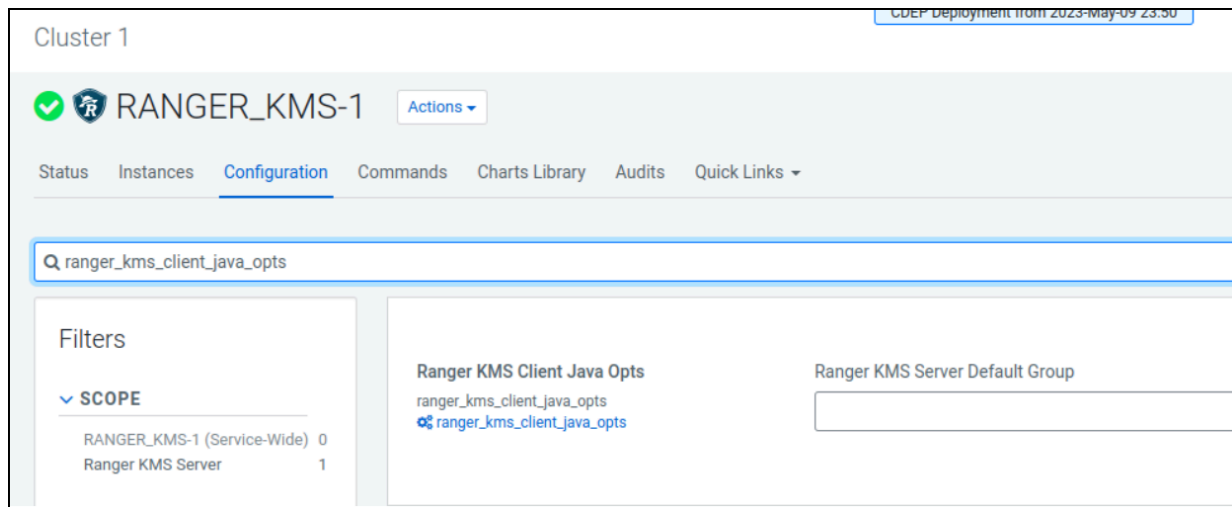 CDEP Deployment from 2023-May-09 23:50
Cluster 1
RANGER_KMS-1 Actions
Status Instances Configuration Commands Charts Library Audits Quick Links
ranger_kms_client_java_opts
Filters
SCOPE
RANGER_KMS-1 (Service-Wide) 0
Ranger KMS Server 1
Ranger KMS Client Java Opts
ranger_kms_client_java_opts
ranger_kms_client_java_opts
Ranger KMS Server Default Group